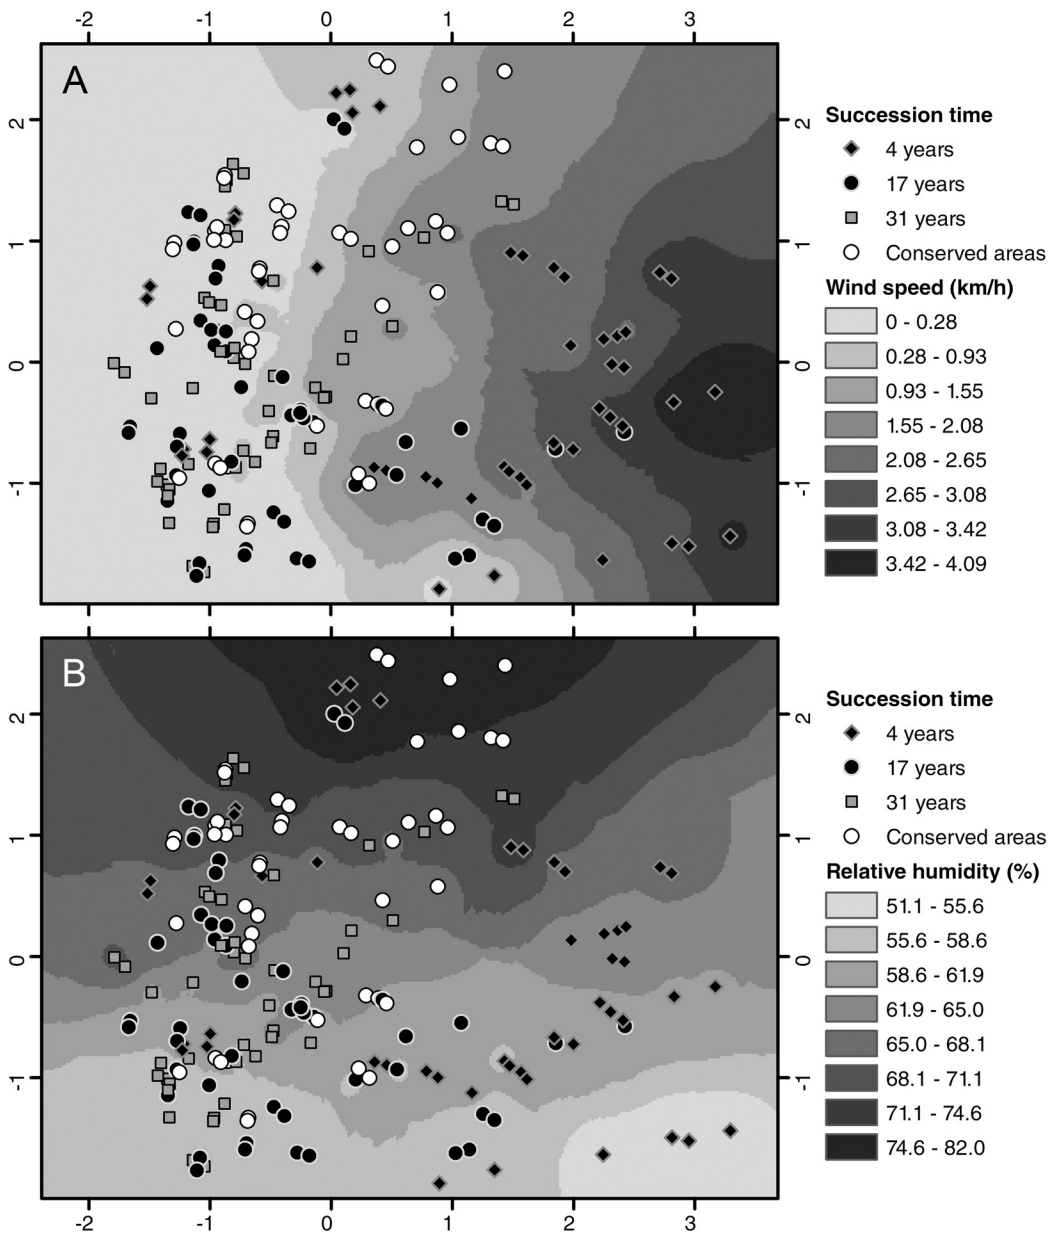 -2 -1 0 1 2 3
A
2 2
1 1
0 0
-1 -1
Succession time
4 years
17 years
31 years
Conserved areas
Wind speed (km/h)
0 - 0.28
0.28 - 0.93
0.93 - 1.55
1.55 - 2.08
2.08 - 2.65
2.65 - 3.08
3.08 - 3.42
3.42 - 4.09
B
2 2
1 1
0 0
-1 -1
Succession time
4 years
17 years
31 years
Conserved areas
Relative humidity (%)
51.1 - 55.6
55.6 - 58.6
58.6 - 61.9
61.9 - 65.0
65.0 - 68.1
68.1 - 71.1
71.1 - 74.6
74.6 - 82.0
-2 -1 0 1 2 3